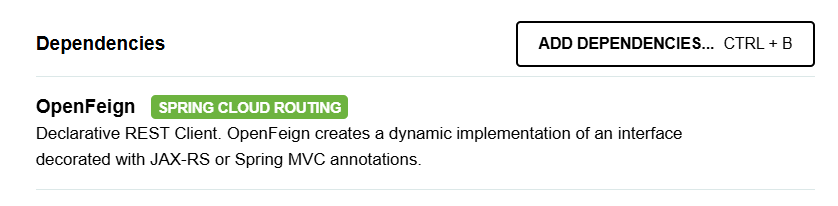 Dependencies
ADD DEPENDENCIES... CTRL + B
OpenFeign SPRING CLOUD ROUTING
Declarative REST Client. OpenFeign creates a dynamic implementation of an interface
decorated with JAX-RS or Spring MVC annotations.